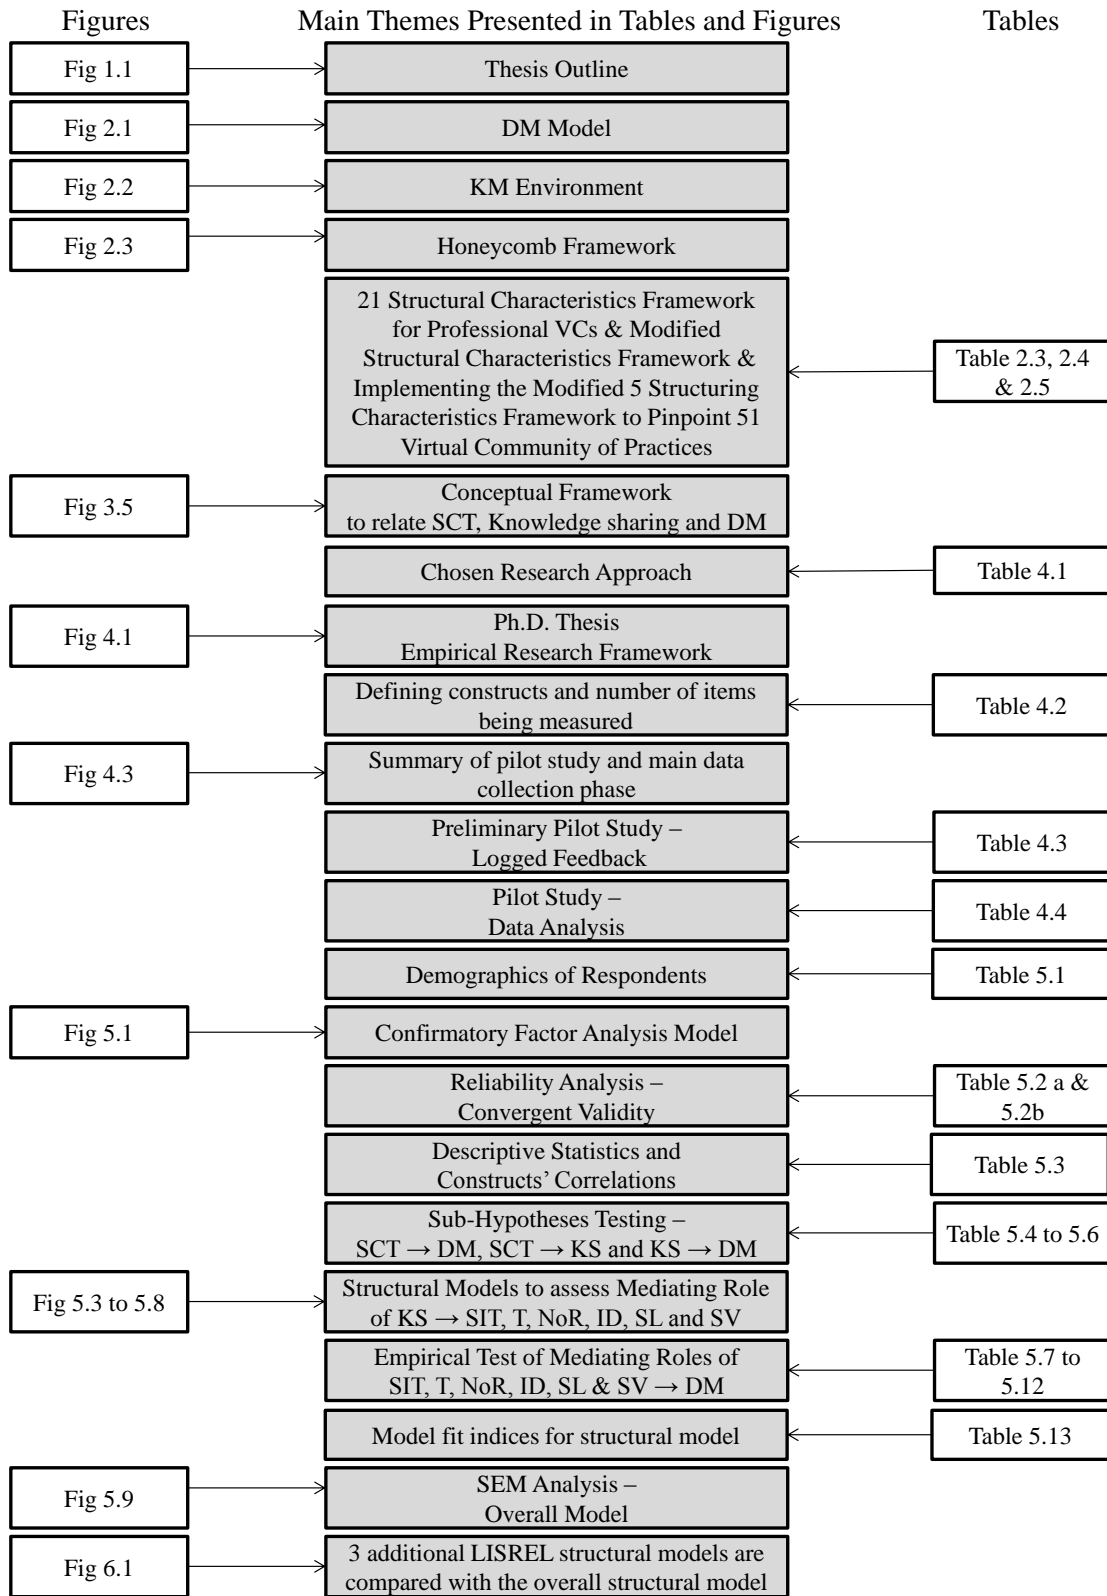 Figures
Main Themes Presented in Tables and Figures
Tables
Fig 1.1
Thesis Outline
Fig 2.1
DM Model
Fig 2.2
KM Environment
Fig 2.3
Honeycomb Framework
21 Structural Characteristics Framework
for Professional VCs & Modified
Structural Characteristics Framework &
Implementing the Modified 5 Structuring
Characteristics Framework to Pinpoint 51
Virtual Community of Practices
Table 2.3, 2.4
& 2.5
Fig 3.5
Conceptual Framework
to relate SCT, Knowledge sharing and DM
Chosen Research Approach
Table 4.1
Fig 4.1
Ph.D. Thesis
Empirical Research Framework
Defining constructs and number of items
being measured
Table 4.2
Fig 4.3
Summary of pilot study and main data
collection phase
Preliminary Pilot Study –
Logged Feedback
Table 4.3
Pilot Study –
Data Analysis
Table 4.4
Demographics of Respondents
Table 5.1
Fig 5.1
Confirmatory Factor Analysis Model
Reliability Analysis –
Convergent Validity
Table 5.2 a &
5.2b
Descriptive Statistics and
Constructs’ Correlations
Table 5.3
Sub-Hypotheses Testing –
SCT → DM, SCT → KS and KS → DM
Table 5.4 to 5.6
Fig 5.3 to 5.8
Structural Models to assess Mediating Role
of KS → SIT, T, NoR, ID, SL and SV
Empirical Test of Mediating Roles of
SIT, T, NoR, ID, SL & SV → DM
Table 5.7 to
5.12
Model fit indices for structural model
Table 5.13
Fig 5.9
SEM Analysis –
Overall Model
Fig 6.1
3 additional LISREL structural models are
compared with the overall structural model